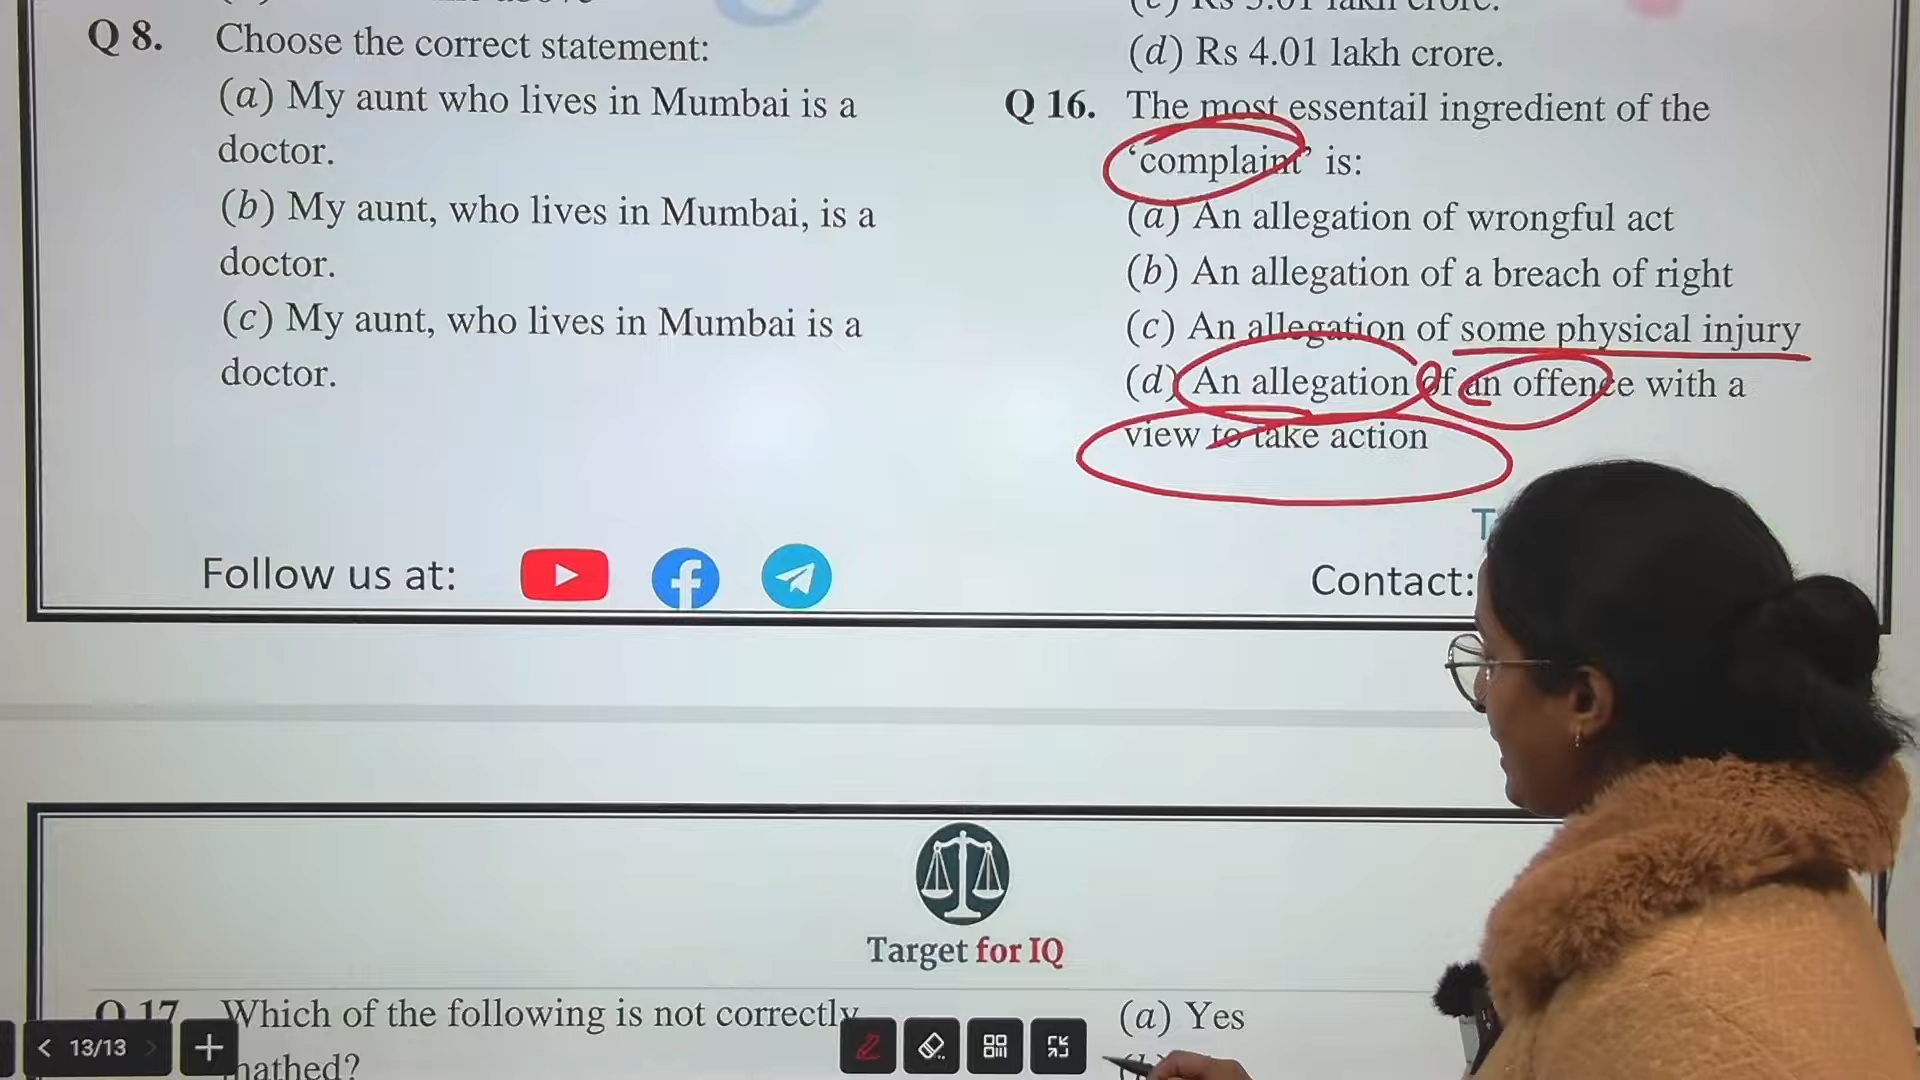 Q 8. Choose the correct statement:
(a) My aunt who lives in Mumbai is a
doctor.
(b) My aunt, who lives in Mumbai, is a
doctor.
(c) My aunt, who lives in Mumbai is a
doctor.
(d) Rs 4.01 lakh crore.
Q 16. The most essentail ingredient of the
‘complaint’ is:
(a) An allegation of wrongful act
(b) An allegation of a breach of right
(c) An allegation of some physical injury
(d) An allegation of an offence with a
view to take action
Follow us at:
Contact:
Target for IQ
Q 17 Which of the following is not correctly
mathed?
(a) Yes
13/13